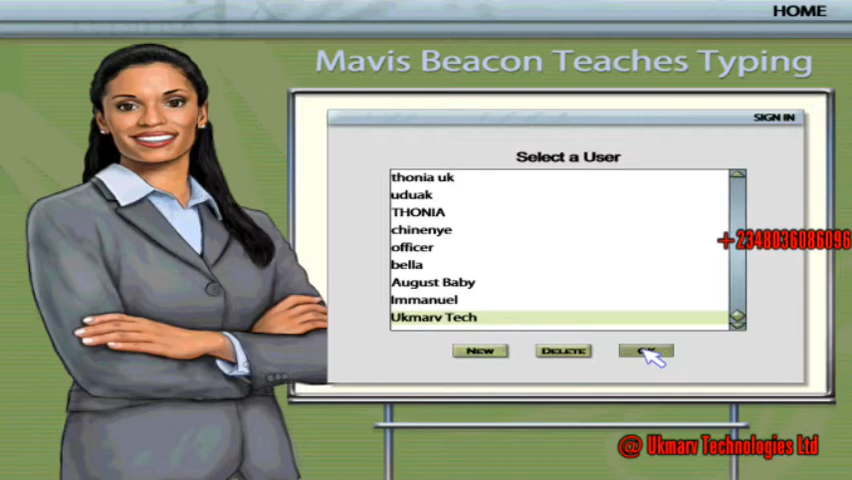 HOME
Mavis Beacon Teaches Typing
SIGN IN
Select a User
thonia uk
uduak
THONIA
chinenye
officer
bella
August Baby
Immanuel
Ukmarv Tech
+2348036086096
NEW
DELETE
OK
@ Ukmarv Technologies Ltd